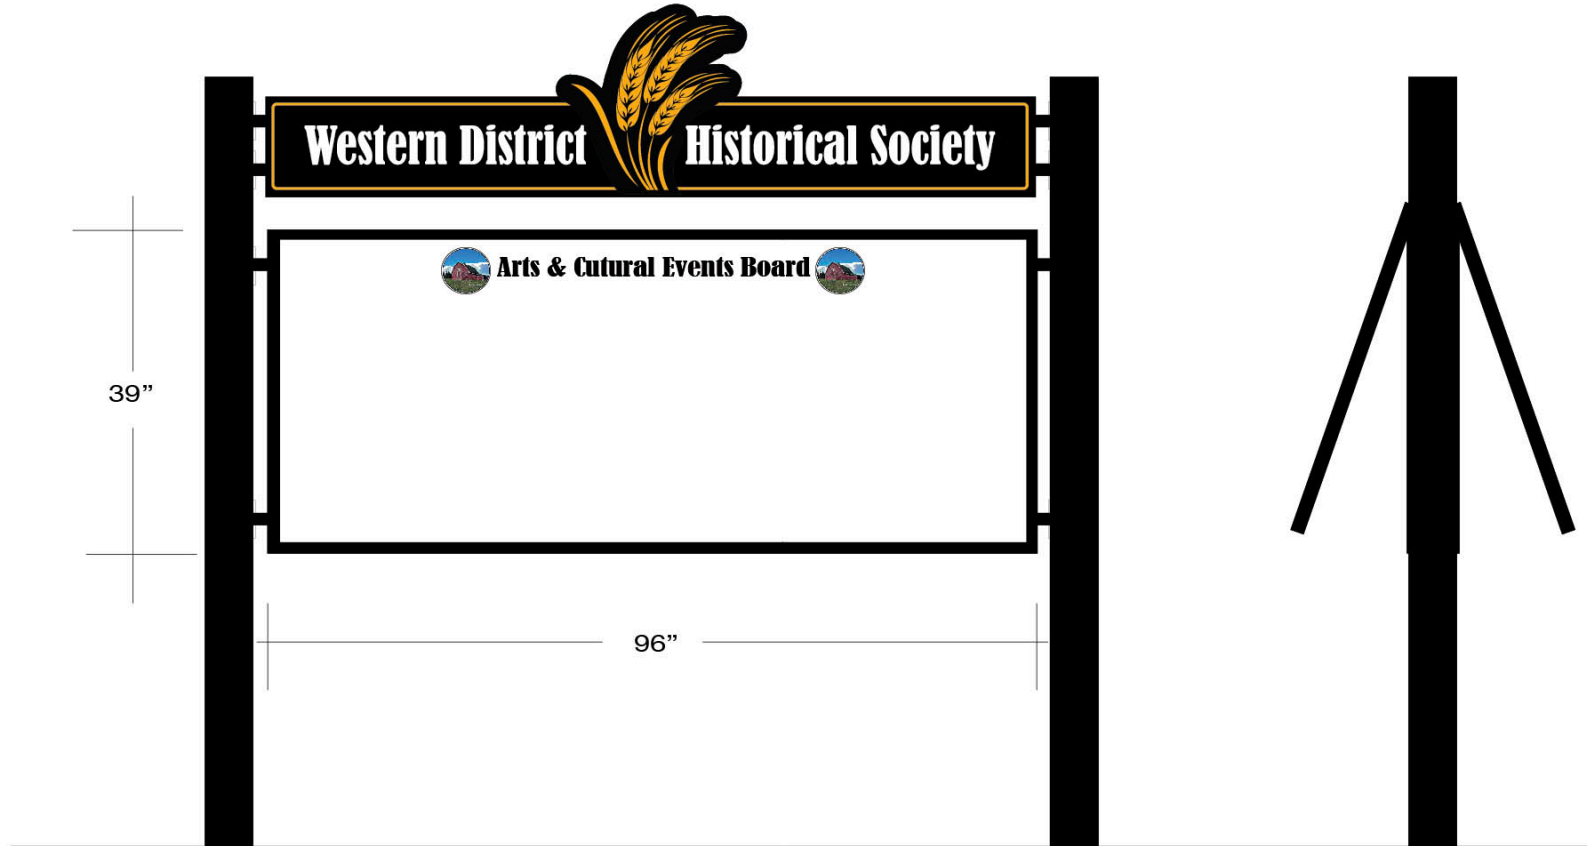 Western District Historical Society
Arts & Cutural Events Board
39”
96”